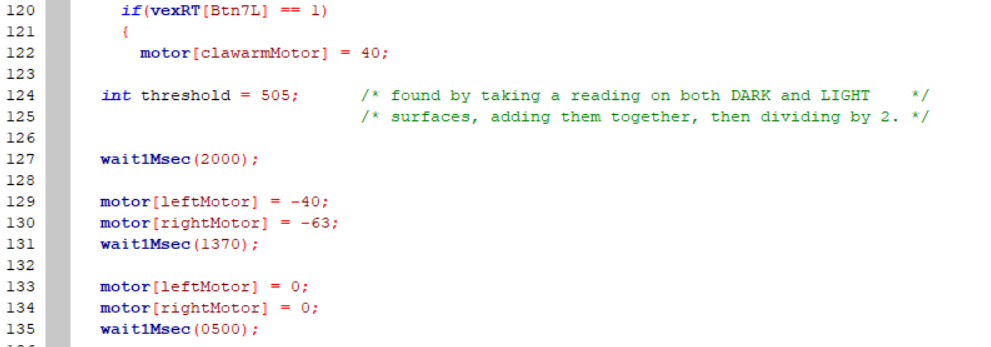 120 if(vexRT[Btn7L] == 1)
121 {
122 motor[clawarmMotor] = 40;
123
124 int threshold = 505; /* found by taking a reading on both DARK and LIGHT */
125 /* surfaces, adding them together, then dividing by 2. */
126
127 wait1Msec(2000);
128
129 motor[leftMotor] = -40;
130 motor[rightMotor] = -63;
131 wait1Msec(1370);
132
133 motor[leftMotor] = 0;
134 motor[rightMotor] = 0;
135 wait1Msec(0500);